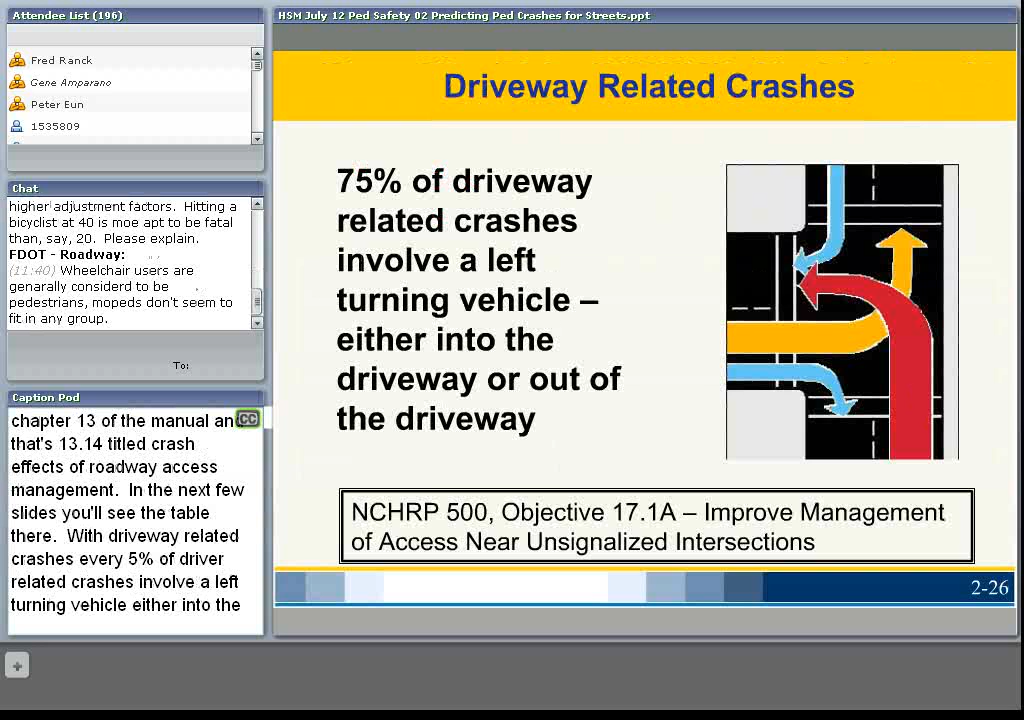 Attendee List (196)
Fred Ranck
Gene Amparano
Peter Eun
1535809
Chat
higher adjustment factors. Hitting a
bicyclist at 40 is moe apt to be fatal
than, say, 20. Please explain.
FDOT - Roadway:
(11:40) Wheelchair users are
genarally considerd to be
pedestrians, mopeds don't seem to
fit in any group.
To:
Caption Pod
chapter 13 of the manual an
CC
that's 13.14 titled crash
effects of roadway access
management. In the next few
slides you'll see the table
there. With driveway related
crashes every 5% of driver
related crashes involve a left
turning vehicle either into the
HSM July 12 Ped Safety 02 Predicting Ped Crashes for Streets.ppt
Driveway Related Crashes
75% of driveway
related crashes
involve a left
turning vehicle –
either into the
driveway or out of
the driveway
NCHRP 500, Objective 17.1A – Improve Management
of Access Near Unsignalized Intersections
2-26